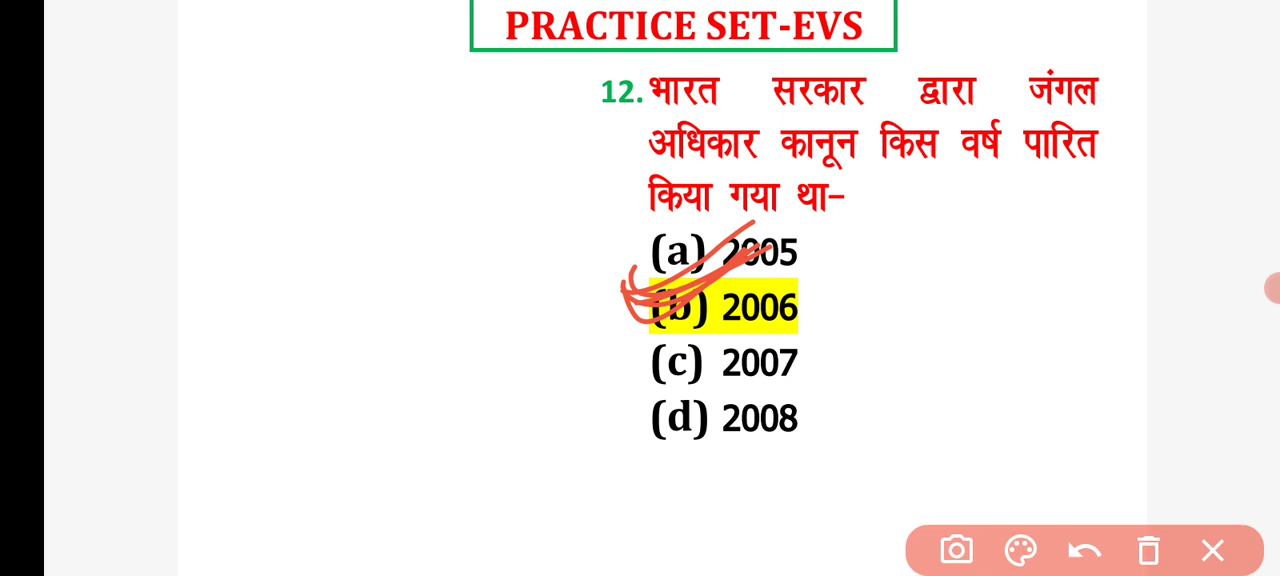 PRACTICE SET-EVS
12. भारत सरकार द्वारा जंगल
अधिकार कानून किस वर्ष पारित
किया गया था-
(a) 2005
(b) 2006
(c) 2007
(d) 2008